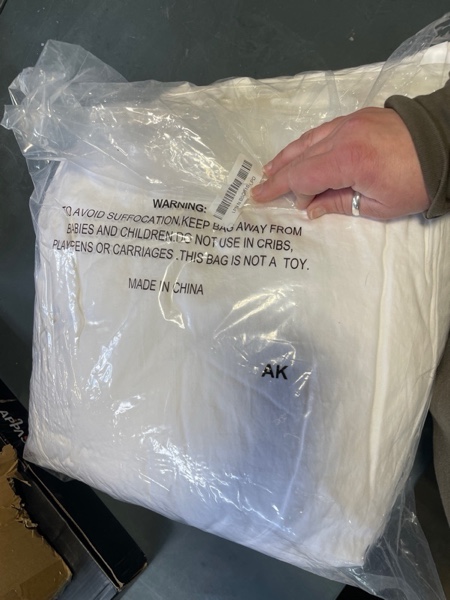 WARNING:
TO AVOID SUFFOCATION,KEEP BAG AWAY FROM
BABIES AND CHILDREN.DO NOT USE IN CRIBS,
PLAYPENS OR CARRIAGES .THIS BAG IS NOT A TOY.
MADE IN CHINA
AK